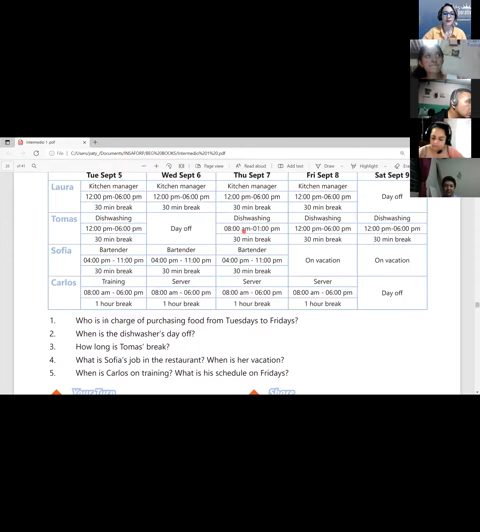 intermedio 1.pdf
File
C:/Users/paty_/Documents/INSAFORP/BEO%20BOOKS/Intermedio%201%20.pdf
of 41
Page view
Read aloud
Add text
Draw
Highlight
Tue Sept 5 Wed Sept 6 Thu Sept 7 Fri Sept 8 Sat Sept 9
Laura Kitchen manager Kitchen manager Kitchen manager Kitchen manager Day off
12:00 pm-06:00 pm 12:00 pm-06:00 pm 12:00 pm-06:00 pm 12:00 pm-06:00 pm
30 min break 30 min break 30 min break 30 min break
Tomas Dishwashing Day off Dishwashing Dishwashing Dishwashing
12:00 pm-06:00 pm 08:00 am-01:00 pm 12:00 pm-06:00 pm 12:00 pm-06:00 pm
30 min break 30 min break 30 min break 30 min break
Sofia Bartender Bartender Bartender On vacation On vacation
04:00 pm - 11:00 pm 04:00 pm - 11:00 pm 04:00 pm - 11:00 pm
30 min break 30 min break 30 min break
Carlos Training Server Server Server Day off
08:00 am - 06:00 pm 08:00 am - 06:00 pm 08:00 am - 06:00 pm 08:00 am - 06:00 pm
1 hour break 1 hour break 1 hour break 1 hour break
1. Who is in charge of purchasing food from Tuesdays to Fridays?
2. When is the dishwasher's day off?
3. How long is Tomas' break?
4. What is Sofia's job in the restaurant? When is her vacation?
5. When is Carlos on training? What is his schedule on Fridays?
Your Turn Share